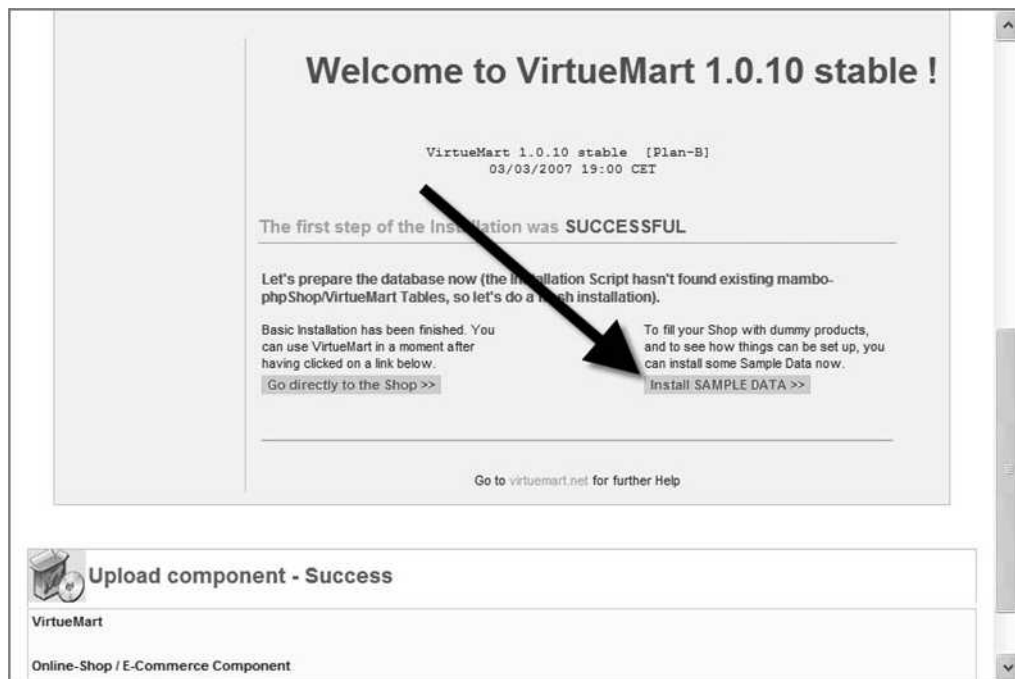 Welcome to VirtueMart 1.0.10 stable !
VirtueMart 1.0.10 stable [Plan-B]
03/03/2007 19:00 CET
The first step of the Installation was SUCCESSFUL
Let's prepare the database now (the Installation Script hasn't found existing mambo-
phpShop/VirtueMart Tables, so let's do a fresh installation).
Basic Installation has been finished. You
can use VirtueMart in a moment after
having clicked on a link below.
Go directly to the Shop >>
To fill your Shop with dummy products,
and to see how things can be set up, you
can install some Sample Data now.
Install SAMPLE DATA >>
Go to virtuemart.net for further Help
Upload component - Success
VirtueMart
Online-Shop / E-Commerce Component